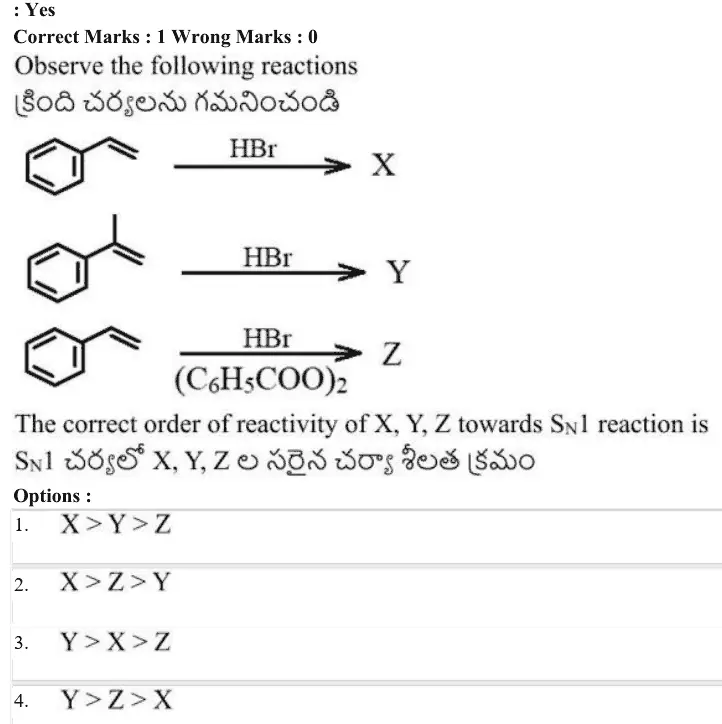 : Yes
Correct Marks : 1 Wrong Marks : 0
Observe the following reactions
క్రింది చర్యలను గమనించండి
HBr
X
HBr
Y
HBr
(C₆H₅COO)₂
Z
The correct order of reactivity of X, Y, Z towards Sɴ1 reaction is
Sɴ1 చర్యలో X, Y, Z ల సరైన చర్యా శీలత క్రమం
Options :
1. X > Y > Z
2. X > Z > Y
3. Y > X > Z
4. Y > Z > X